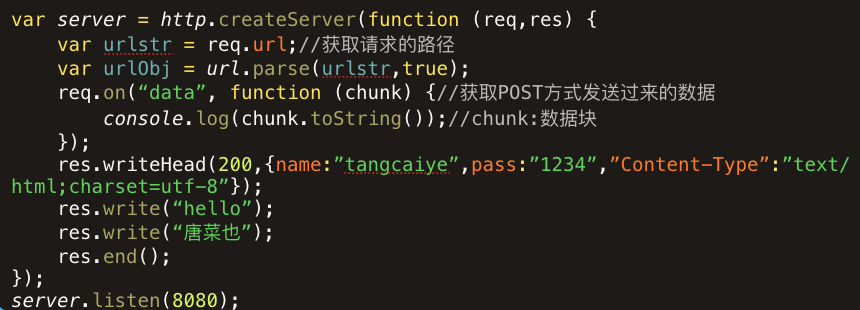 var server = http.createServer(function (req,res) {
    var urlstr = req.url;//获取请求的路径
    var urlObj = url.parse(urlstr,true);
    req.on(“data”, function (chunk) {//获取POST方式发送过来的数据
        console.log(chunk.toString());//chunk:数据块
    });
    res.writeHead(200,{name:”tangcaiye”,pass:”1234”,”Content-Type”:”text/
html;charset=utf-8”});
    res.write(“hello”);
    res.write(“唐菜也”);
    res.end();
});
server.listen(8080);